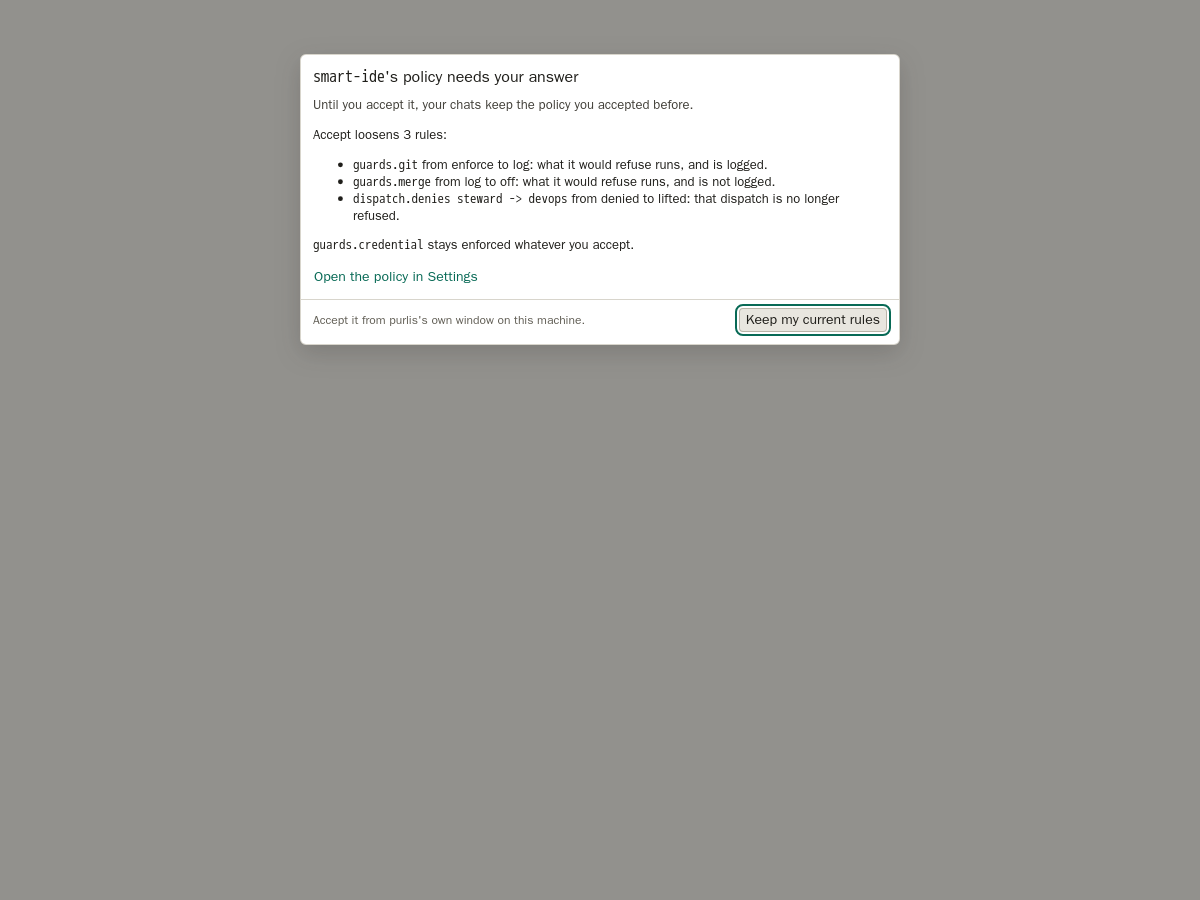 smart-ide's policy needs your answer
Until you accept it, your chats keep the policy you accepted before.
Accept loosens 3 rules:
• guards.git from enforce to log: what it would refuse runs, and is logged.
• guards.merge from log to off: what it would refuse runs, and is not logged.
• dispatch.denies steward -> devops from denied to lifted: that dispatch is no longer
refused.
guards.credential stays enforced whatever you accept.
Open the policy in Settings
Accept it from purlis's own window on this machine.
Keep my current rules